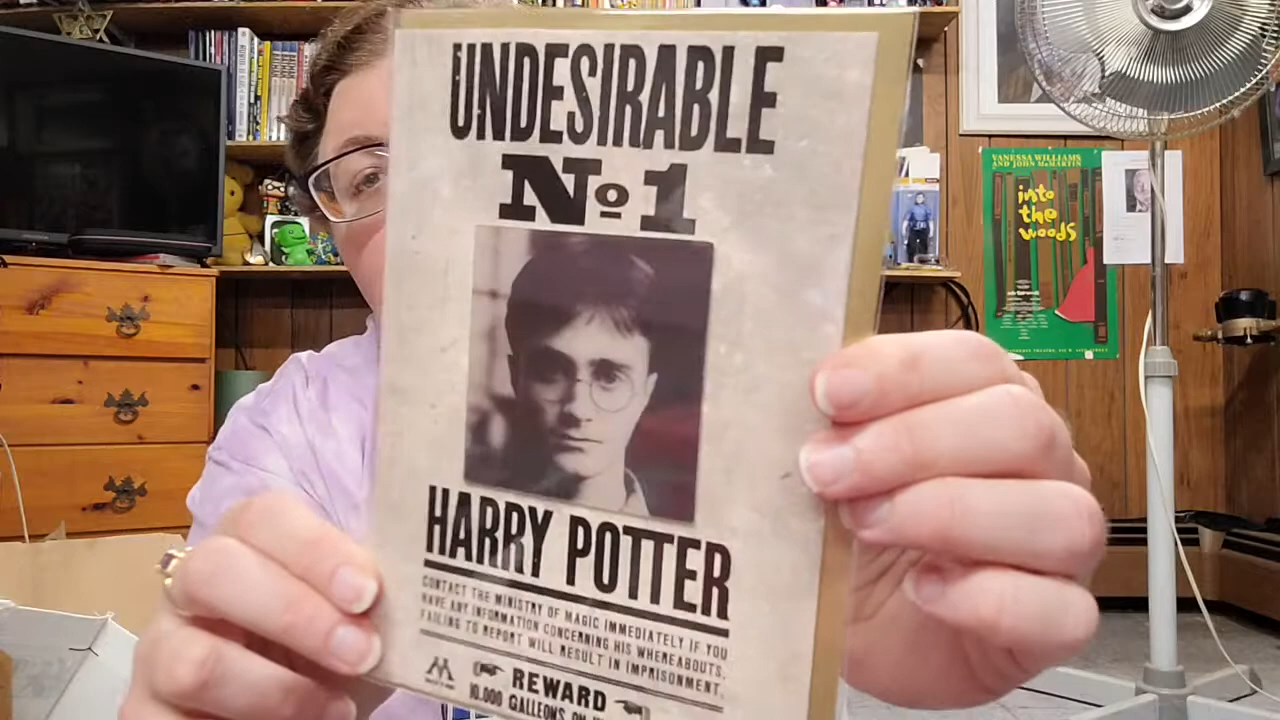 UNDESIRABLE
Nº1
HARRY POTTER
CONTACT THE MINISTRY OF MAGIC IMMEDIATELY IF YOU
HAVE ANY INFORMATION CONCERNING HIS WHEREABOUTS.
FAILING TO REPORT WILL RESULT IN IMPRISONMENT.
REWARD
10.000 GALLEONS ON
VANESSA WILLIAMS
AND JOHN McMARTIN
into
the
woods